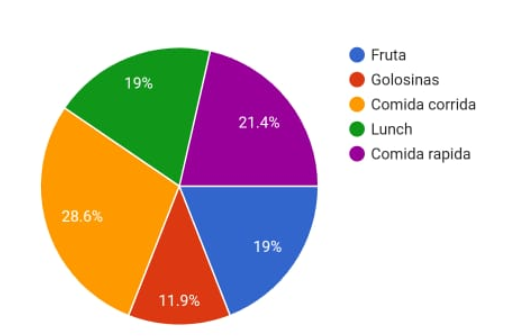 Fruta
Golosinas
Comida corrida
Lunch
Comida rapida
19%
21.4%
28.6%
19%
11.9%